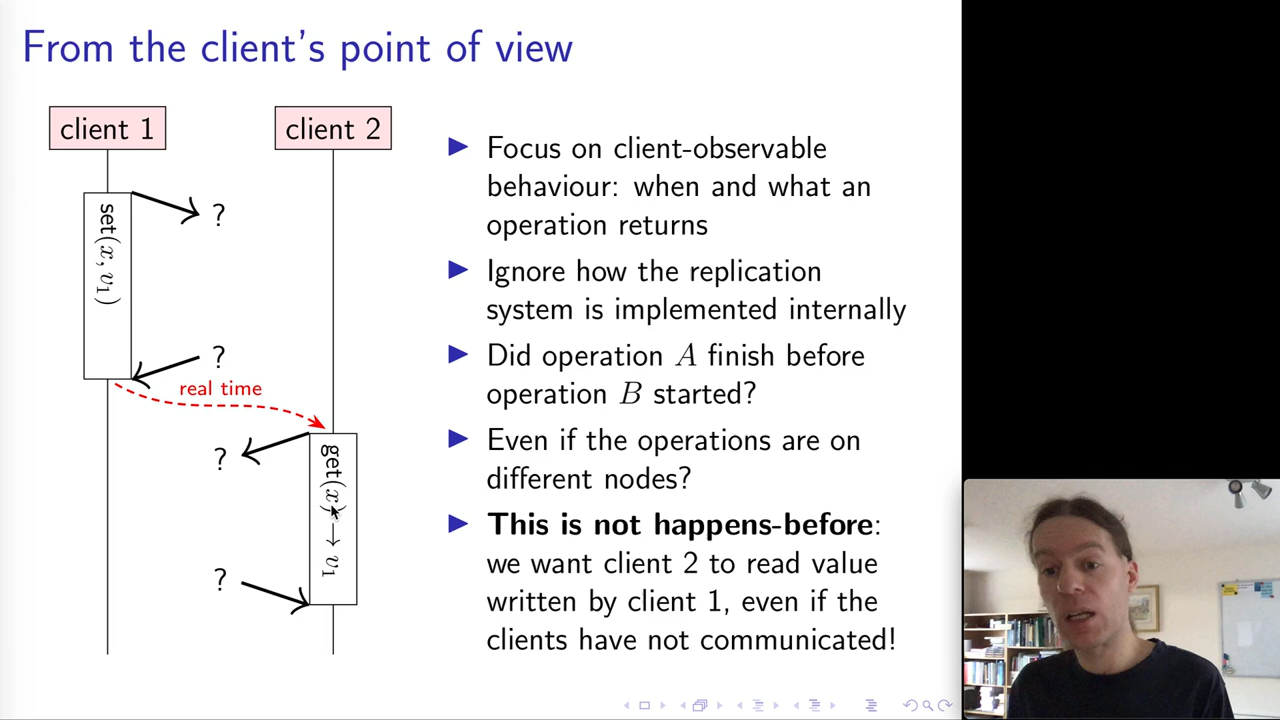 From the client's point of view
client 1
client 2
set(x, v₁)
?
?
real time
?
get(x) → v₁
?
▶ Focus on client-observable
behaviour: when and what an
operation returns
▶ Ignore how the replication
system is implemented internally
▶ Did operation A finish before
operation B started?
▶ Even if the operations are on
different nodes?
▶ This is not happens-before:
we want client 2 to read value
written by client 1, even if the
clients have not communicated!